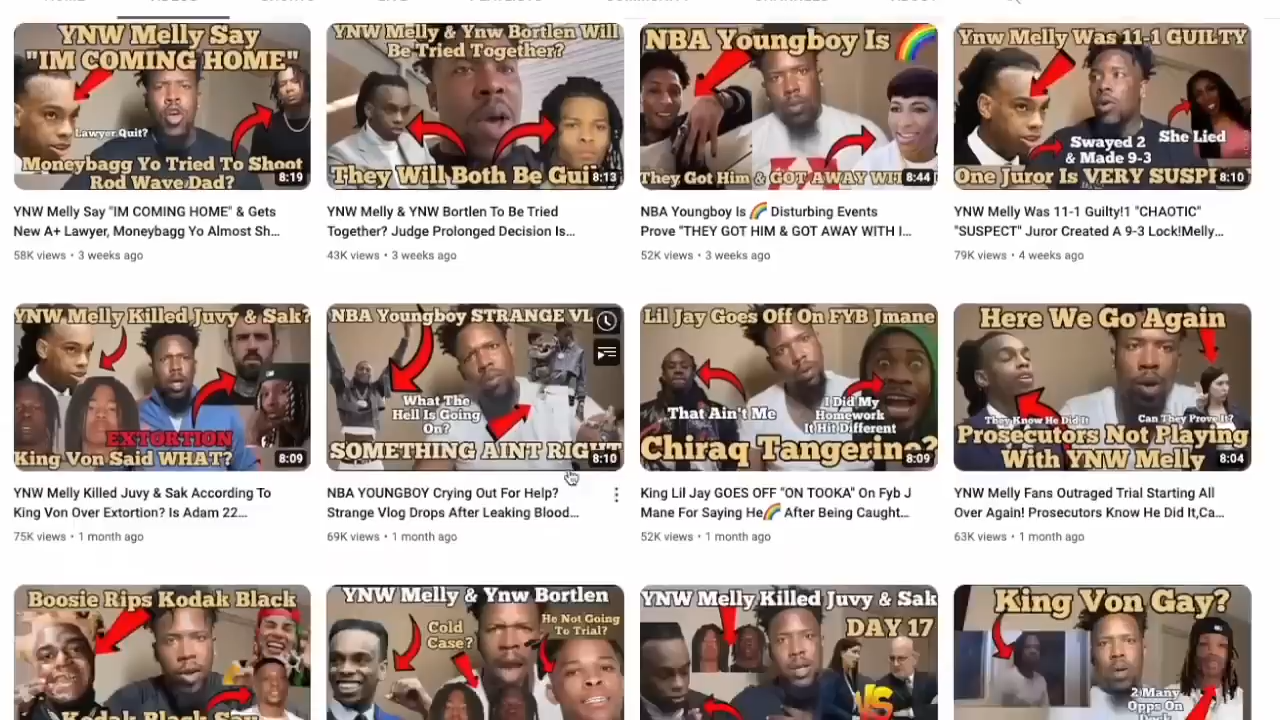 HOME VIDEOS SHORTS LIVE PLAYLISTS COMMUNITY CHANNELS ABOUT
YNW Melly Say
"IM COMING HOME"
Lawyer Quit?
Moneybagg Yo Tried To Shoot
Rod Wave Dad?
8:19
YNW Melly Say "IM COMING HOME" & Gets
New A+ Lawyer, Moneybagg Yo Almost Sh...
58K views • 3 weeks ago
YNW Melly & Ynw Bortlen Will
Be Tried Together?
They Will Both Be Gui
8:13
YNW Melly & YNW Bortlen To Be Tried
Together? Judge Prolonged Decision Is...
43K views • 3 weeks ago
NBA Youngboy Is 🌈
They Got Him & GOT AWAY WIT
8:44
NBA Youngboy Is 🌈 Disturbing Events
Prove "THEY GOT HIM & GOT AWAY WITH I...
52K views • 3 weeks ago
Ynw Melly Was 11-1 GUILTY
Swayed 2
& Made 9-3
She Lied
One Juror Is VERY SUSP
8:10
YNW Melly Was 11-1 Guilty!1 "CHAOTIC"
"SUSPECT" Juror Created A 9-3 Lock!Melly...
79K views • 4 weeks ago
YNW Melly Killed Juvy & Sak?
EXTORTION
King Von Said WHAT?
8:09
YNW Melly Killed Juvy & Sak According To
King Von Over Extortion? Is Adam 22...
75K views • 1 month ago
NBA Youngboy STRANGE VL
What The
Hell Is Going
On?
SOMETHING AINT RIGHT
8:10
NBA YOUNGBOY Crying Out For Help?
Strange Vlog Drops After Leaking Blood...
69K views • 1 month ago
Lil Jay Goes Off On FYB Jmane
That Ain't Me
I Did My
Homework
It Hit Different
Chiraq Tangerine?
8:09
King Lil Jay GOES OFF "ON TOOKA" On Fyb J
Mane For Saying He🌈 After Being Caught...
52K views • 1 month ago
Here We Go Again
They Know He Did It
Can They Prove It?
Prosecutors Not Playing
With YNW Melly
8:04
YNW Melly Fans Outraged Trial Starting All
Over Again! Prosecutors Know He Did It,Ca...
63K views • 1 month ago
Boosie Rips Kodak Black
Kodak Black Say
YNW Melly & Ynw Bortlen
Cold
Case?
He Not Going
To Trial?
YNW Melly Killed Juvy & Sak
DAY 17
VS
King Von Gay?
2 Many
Opps On
Deck